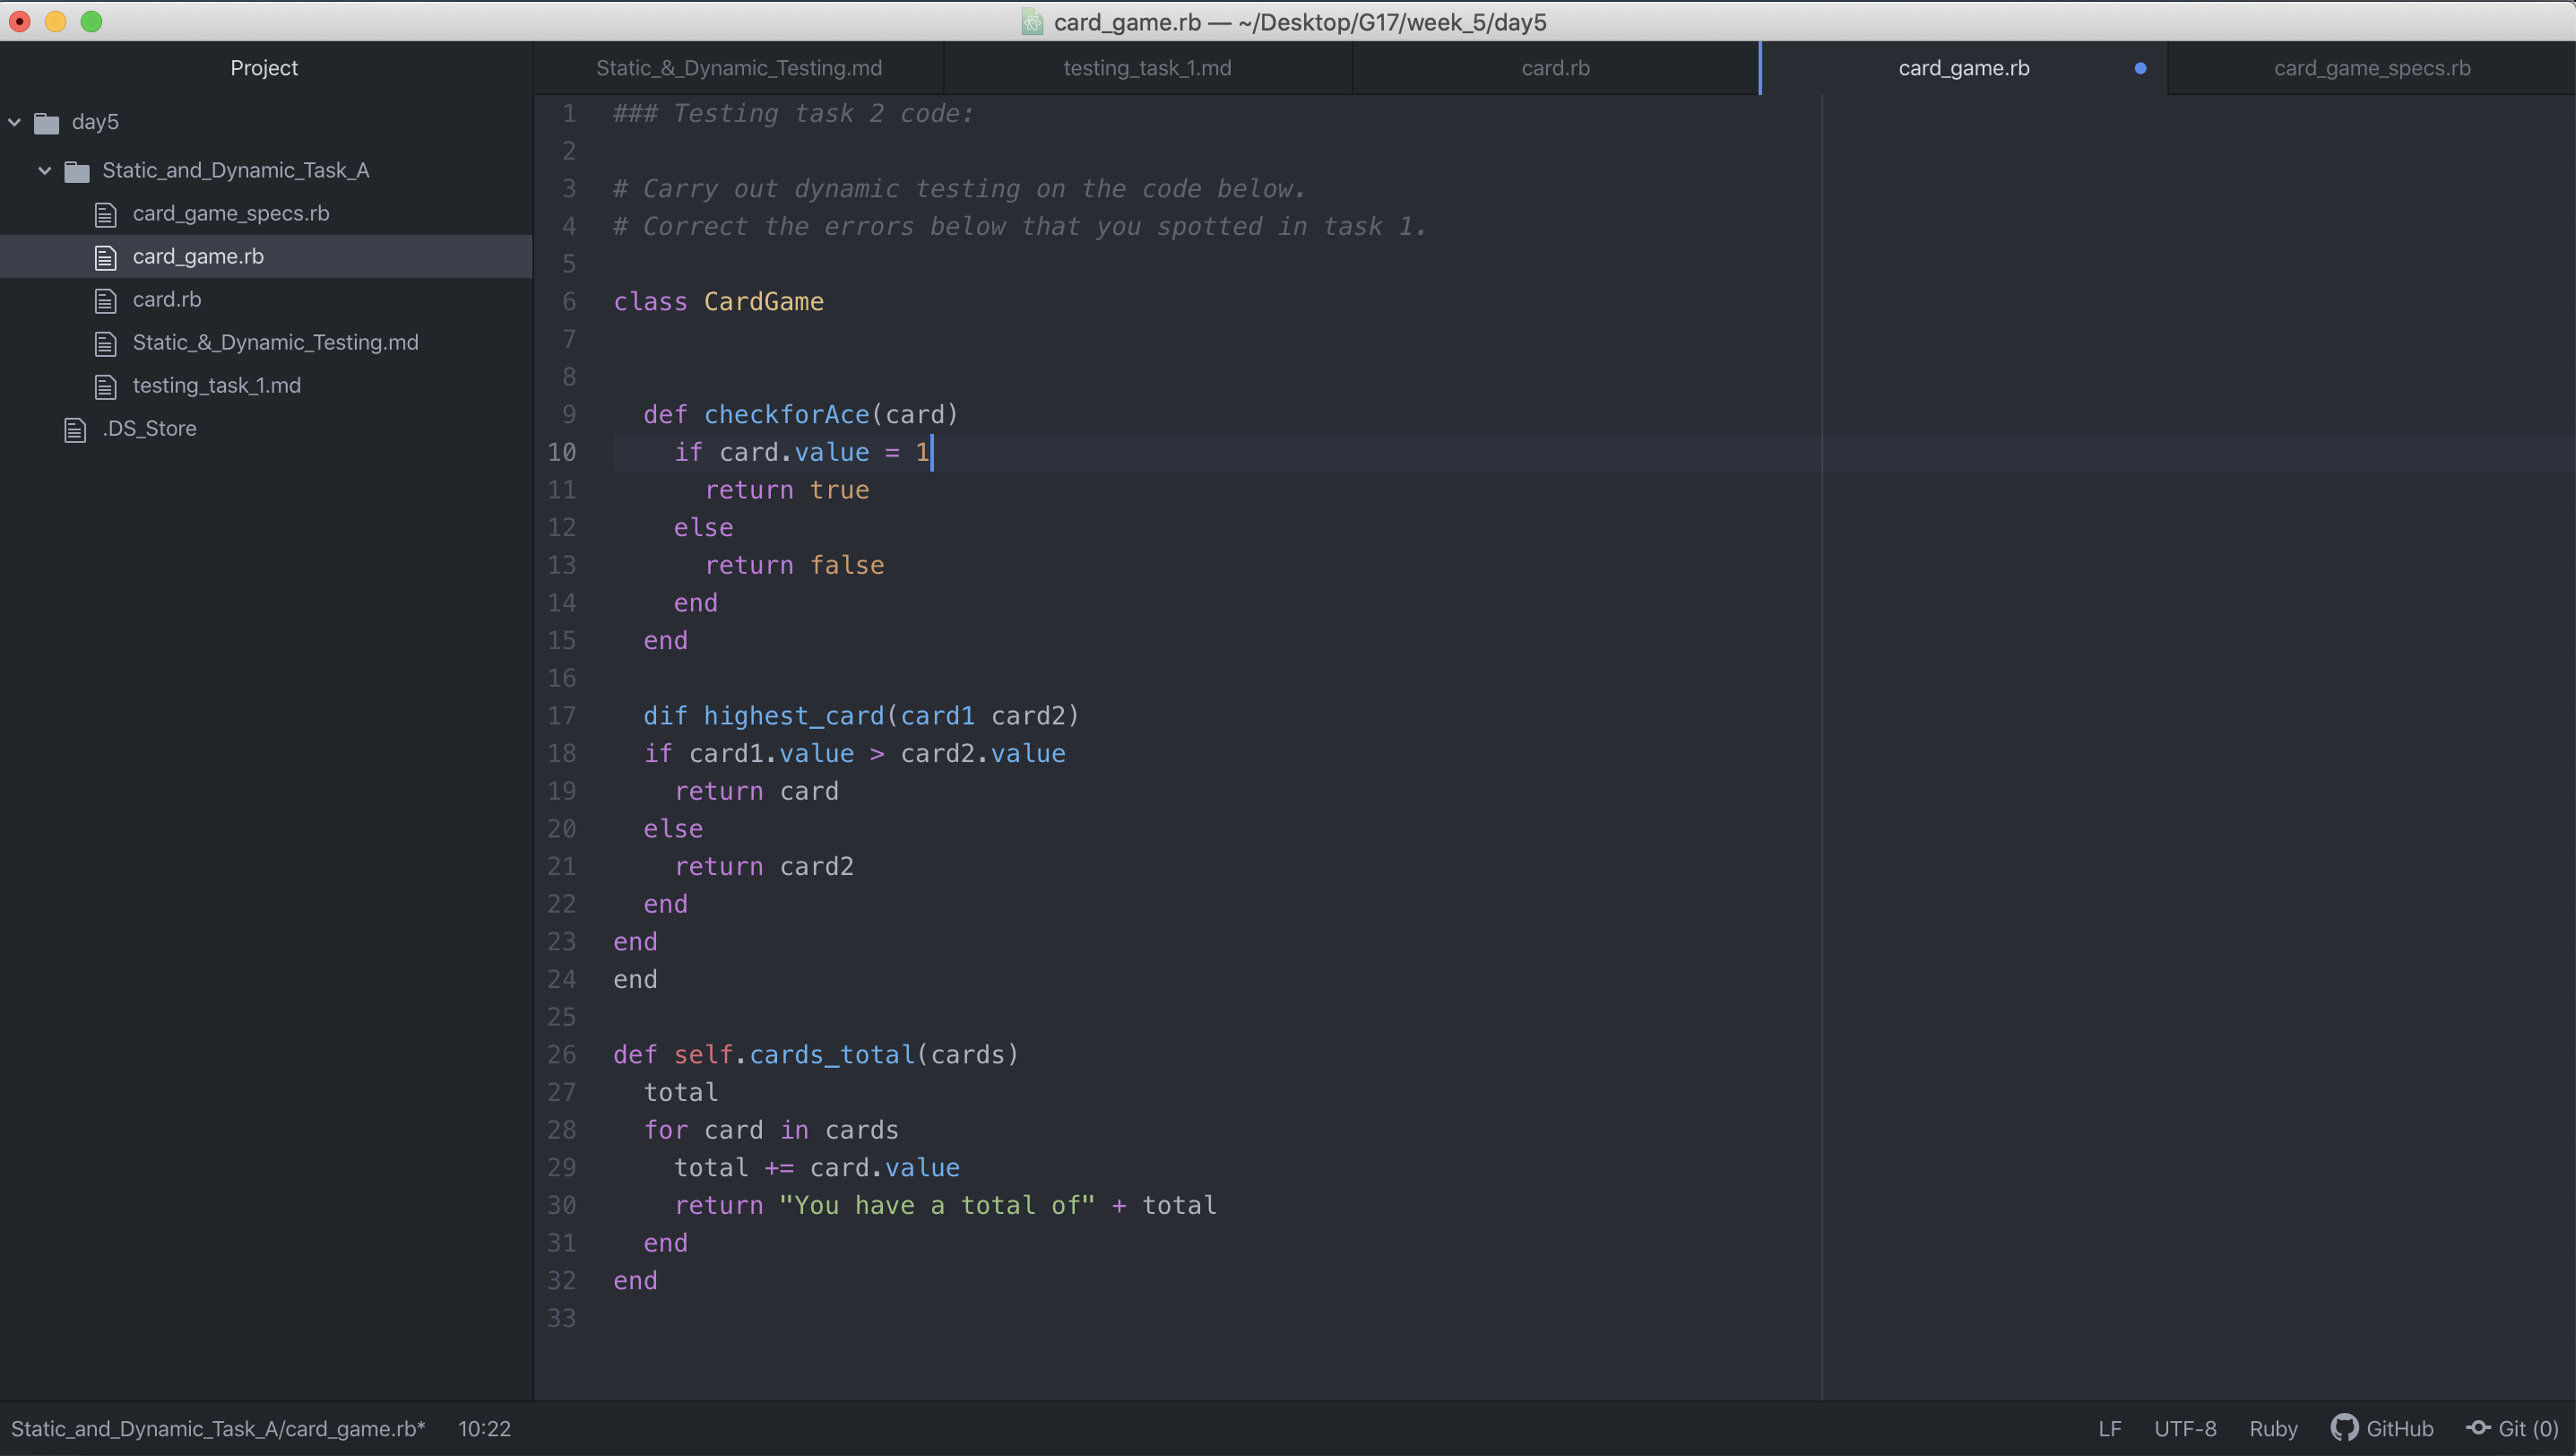 card_game.rb — ~/Desktop/G17/week_5/day5
Project
day5
Static_and_Dynamic_Task_A
card_game_specs.rb
card_game.rb
card.rb
Static_&_Dynamic_Testing.md
testing_task_1.md
.DS_Store
Static_&_Dynamic_Testing.md
testing_task_1.md
card.rb
card_game.rb
card_game_specs.rb
1 ### Testing task 2 code:
2
3 # Carry out dynamic testing on the code below.
4 # Correct the errors below that you spotted in task 1.
5
6 class CardGame
7
8
9   def checkforAce(card)
10     if card.value = 1
11       return true
12     else
13       return false
14     end
15   end
16
17   dif highest_card(card1 card2)
18   if card1.value > card2.value
19     return card
20   else
21     return card2
22   end
23 end
24 end
25
26 def self.cards_total(cards)
27   total
28   for card in cards
29     total += card.value
30     return "You have a total of" + total
31   end
32 end
33
Static_and_Dynamic_Task_A/card_game.rb* 10:22
LF UTF-8 Ruby GitHub Git (0)